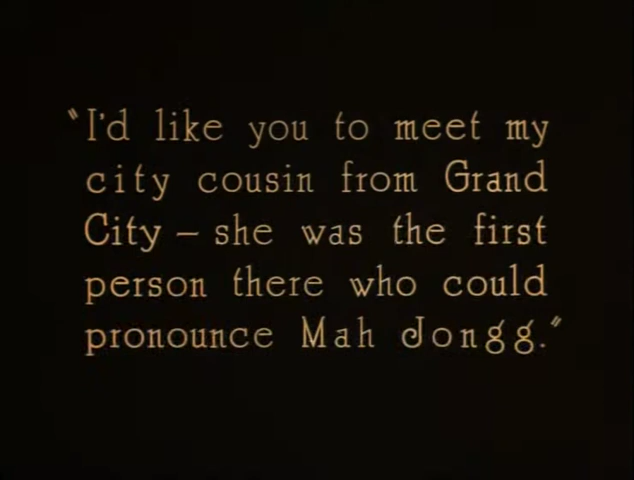 "I'd like you to meet my
city cousin from Grand
City – she was the first
person there who could
pronounce Mah Jongg."